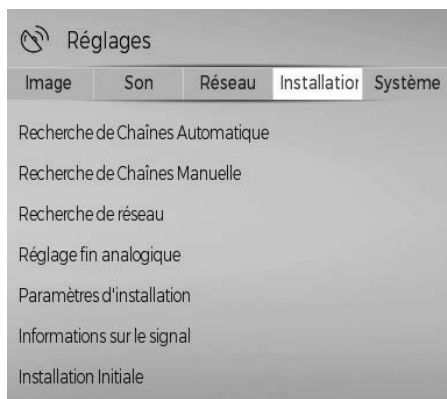 Réglages
Image Son Réseau Installation Système
Recherche de Chaînes Automatique
Recherche de Chaînes Manuelle
Recherche de réseau
Réglage fin analogique
Paramètres d'installation
Informations sur le signal
Installation Initiale